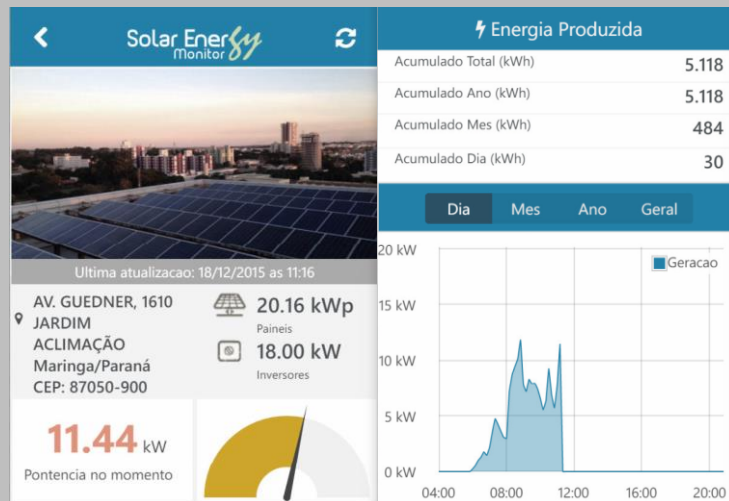 Solar Energy
Monitor
Ultima atualizacao: 18/12/2015 as 11:16
AV. GUEDNER, 1610
JARDIM
ACLIMAÇÃO
Maringa/Paraná
CEP: 87050-900
20.16 kWp
Paineis
18.00 kW
Inversores
11.44 kW
Pontencia no momento
Energia Produzida
Acumulado Total (kWh) 5.118
Acumulado Ano (kWh) 5.118
Acumulado Mes (kWh) 484
Acumulado Dia (kWh) 30
Dia Mes Ano Geral
20 kW
Geracao
15 kW
10 kW
5 kW
0 kW
04:00 08:00 12:00 16:00 20:00